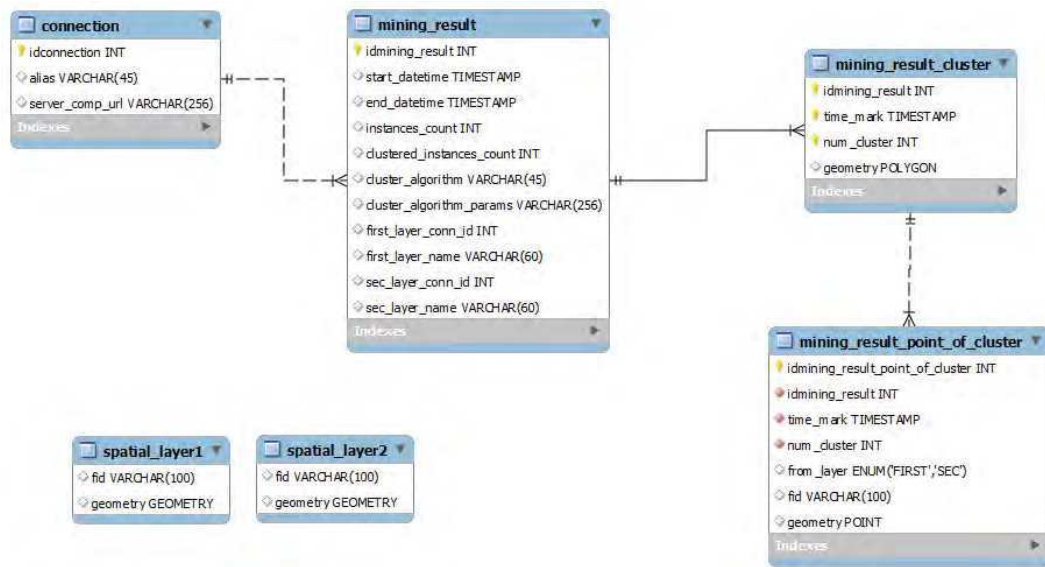 connection
idconnection INT
alias VARCHAR(45)
server_comp_url VARCHAR(256)
Indexes
mining_result
idmining_result INT
start_datetime TIMESTAMP
end_datetime TIMESTAMP
instances_count INT
clustered_instances_count INT
cluster_algorithm VARCHAR(45)
cluster_algorithm_params VARCHAR(256)
first_layer_conn_id INT
first_layer_name VARCHAR(60)
sec_layer_conn_id INT
sec_layer_name VARCHAR(60)
Indexes
mining_result_cluster
idmining_result INT
time_mark TIMESTAMP
num_cluster INT
geometry POLYGON
Indexes
mining_result_point_of_cluster
idmining_result_point_of_cluster INT
idmining_result INT
time_mark TIMESTAMP
num_cluster INT
from_layer ENUM('FIRST','SEC')
fid VARCHAR(100)
geometry POINT
Indexes
spatial_layer1
fid VARCHAR(100)
geometry GEOMETRY
spatial_layer2
fid VARCHAR(100)
geometry GEOMETRY